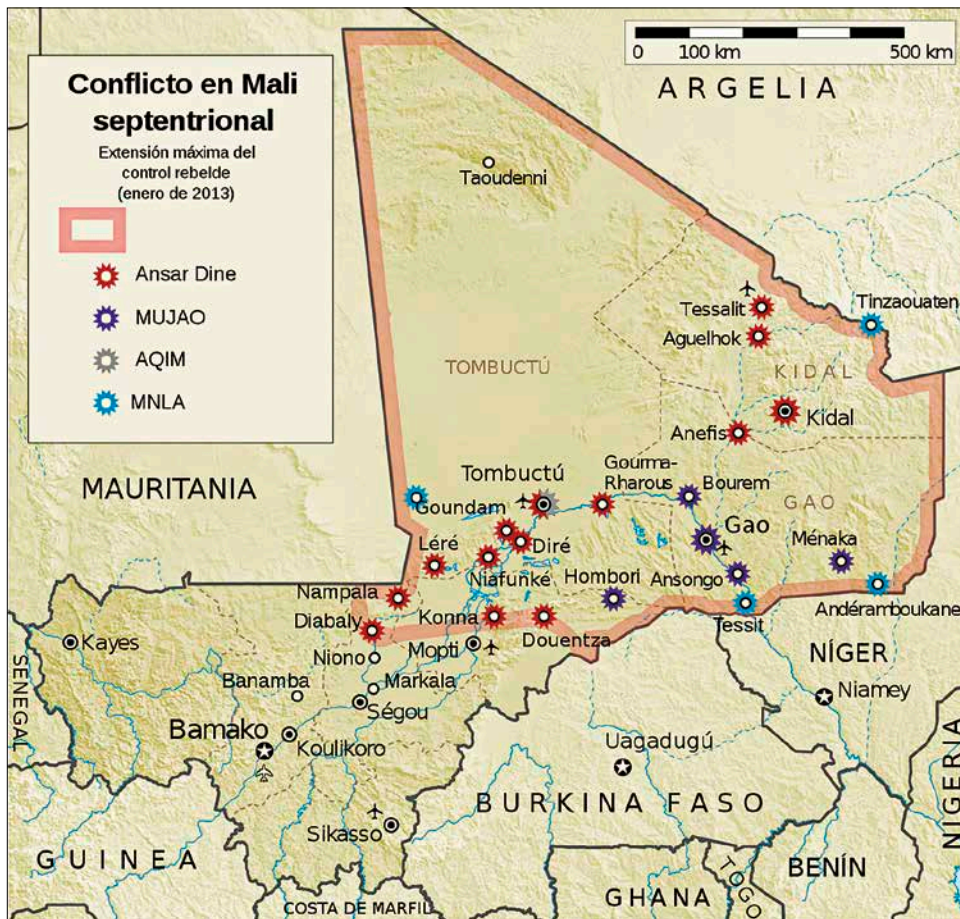 Conflicto en Mali
septentrional
Extensión máxima del
control rebelde
(enero de 2013)
Ansar Dine
MUJAO
AQIM
MNLA
0 100 km 500 km
ARGELIA
Taoudenni
Tessalit
Tinzaouaten
Aguelhok
TOMBUCTÚ
KIDAL
Kidal
Anefis
MAURITANIA
Tombuctú
Gourma-
Rharous
Bourem
Goundam
GAO
Gao
Léré
Diré
Ménaka
Niafunké
Hombori
Ansongo
Nampala
Andéramboukane
Diabaly
Konna
Douentza
Tessit
Kayes
Mopti
Niono
NÍGER
SENEGAL
Banamba
Markala
Niamey
Ségou
Bamako
Koulikoro
Uagadugú
BURKINA FASO
NIGERIA
Sikasso
GUINEA
BENÍN
TOGO
GHANA
COSTA DE MARFIL